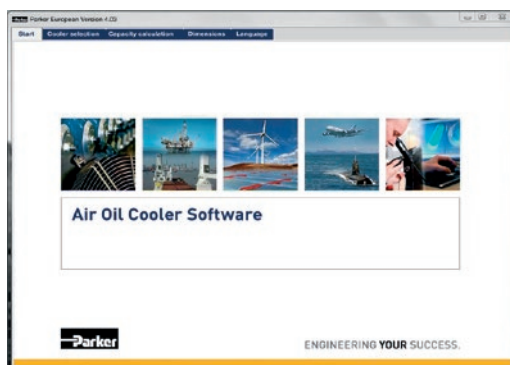 Parker European Version 4.09
Start Cooler selection Capacity calculation Dimensions Language
Air Oil Cooler Software
Parker
ENGINEERING YOUR SUCCESS.